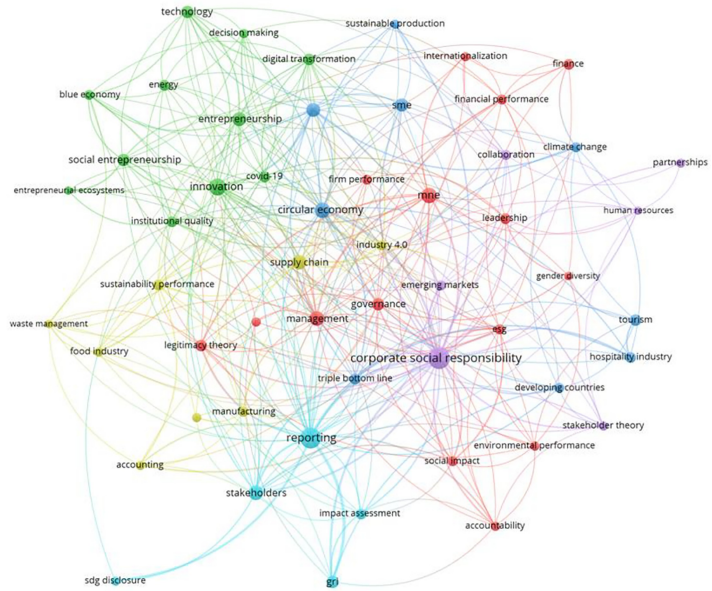 technology
sustainable production
decision making
digital transformation
internationalization
finance
energy
blue economy
financial performance
sme
entrepreneurship
climate change
collaboration
social entrepreneurship
partnerships
covid-19
firm performance
innovation
entrepreneurial ecosystems
mne
circular economy
human resources
leadership
institutional quality
industry 4.0
supply chain
gender diversity
sustainability performance
emerging markets
governance
waste management
management
tourism
esg
legitimacy theory
food industry
corporate social responsibility
hospitality industry
triple bottom line
developing countries
manufacturing
stakeholder theory
reporting
environmental performance
accounting
social impact
stakeholders
impact assessment
accountability
sdg disclosure
gri